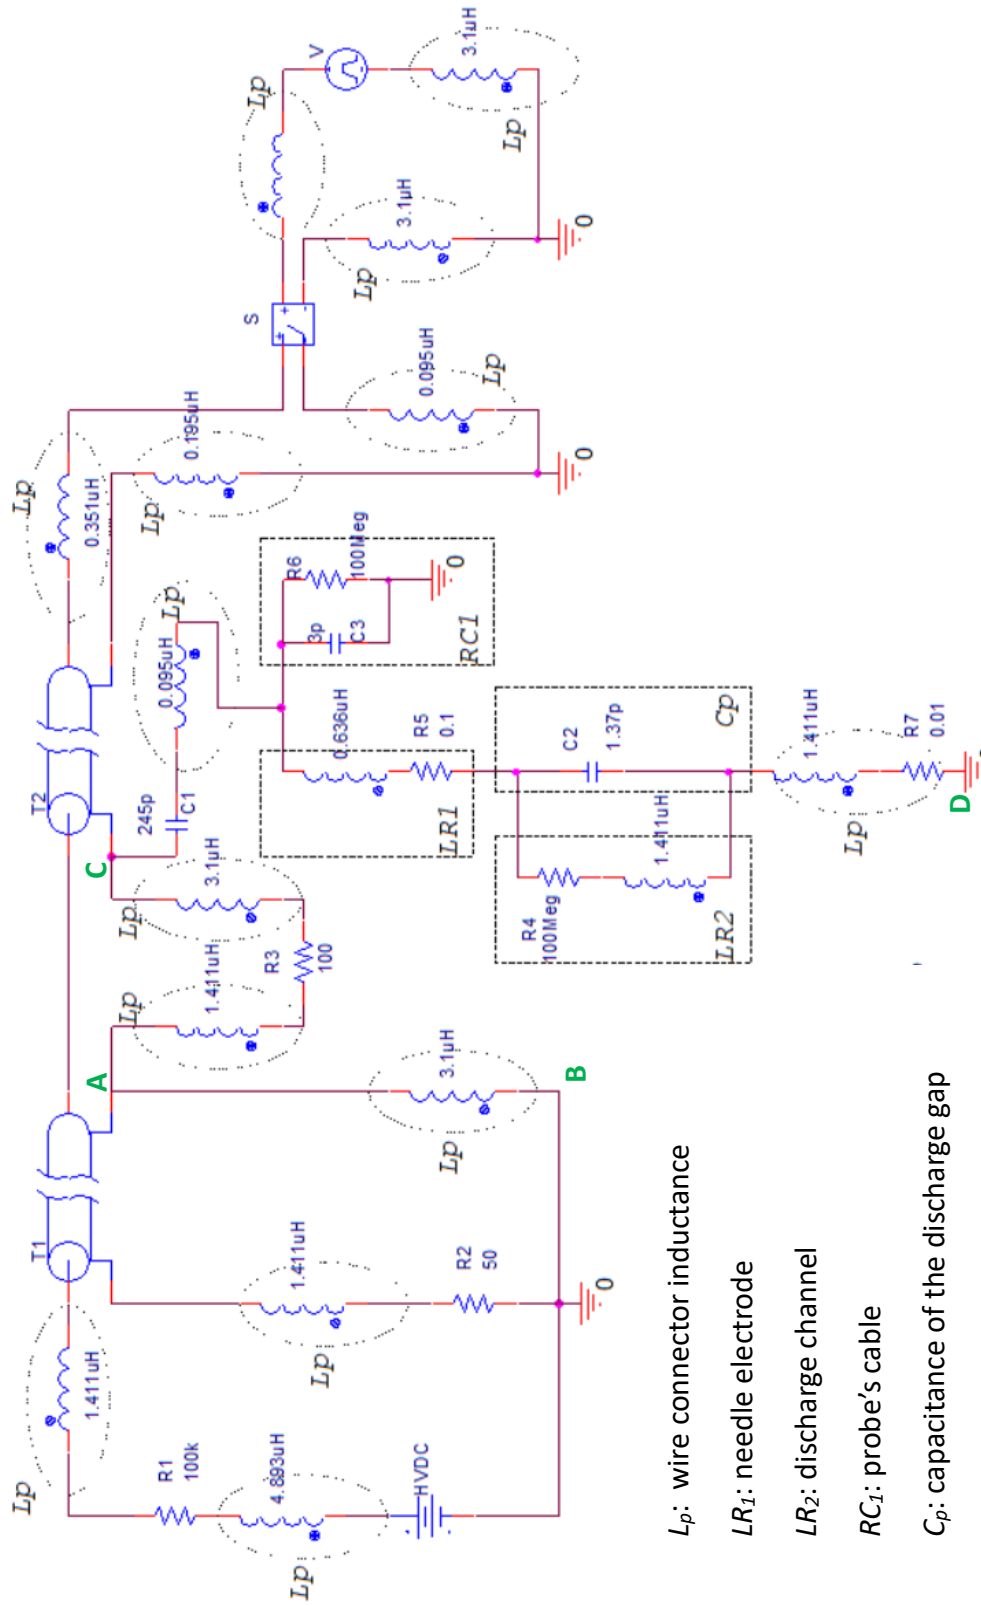 Lp
1.411uH
R1
100k
4.893uH
Lp
HVDC
T1
1.411uH
Lp
R2
50
0
A
3.1uH
Lp
B
Lp
1.411uH
R3
100
Lp
3.1uH
C
T2
245p
C1
0.095uH
Lp
0.636uH
R5
0.1
LR1
3p
C3
R6
100Meg
RC1
0
C2
1.37p
Cp
R4
100Meg
1.411uH
LR2
1.411uH
Lp
R7
0.01
D
Lp
0.351uH
Lp
0.195uH
0.095uH
Lp
0
S
Lp
3.1uH
Lp
V
3.1uH
Lp
0
Lp: wire connector inductance
LR1: needle electrode
LR2: discharge channel
RC1: probe’s cable
Cp: capacitance of the discharge gap